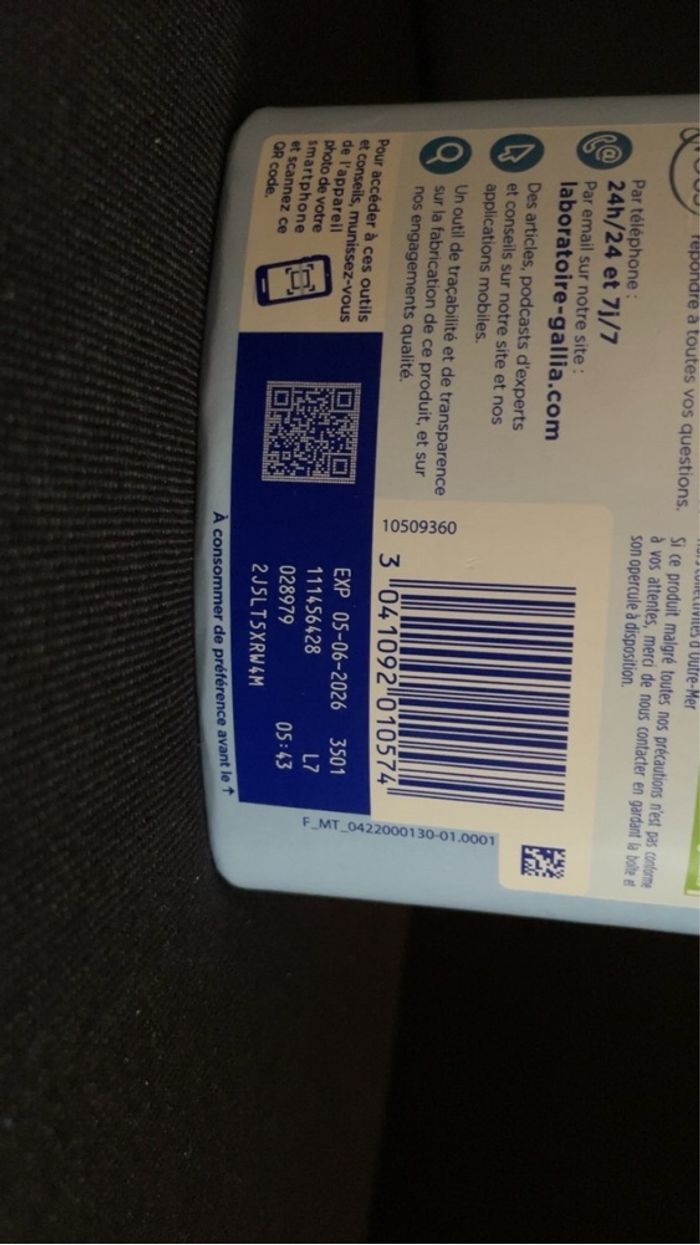 répondre à toutes vos questions.
Par téléphone :
24h/24 et 7j/7
Par email sur notre site :
laboratoire-gallia.com
Des articles, podcasts d'experts
et conseils sur notre site et nos
applications mobiles.
Un outil de traçabilité et de transparence
sur la fabrication de ce produit, et sur
nos engagements qualité.
Pour accéder à ces outils
et conseils, munissez-vous
de l'appareil
photo de votre
smartphone
et scannez ce
QR code.
d'Outre-Mer
Si ce produit malgré toutes nos précautions n'est pas conforme
à vos attentes, merci de nous contacter en gardant la boîte et
son opercule à disposition.
10509360
3 041092 010574
EXP 05-06-2026 3501
111456428 L7
028979 05:43
2J5LT5XRW4M
À consommer de préférence avant le ↑
F_MT_0422000130-01.0001